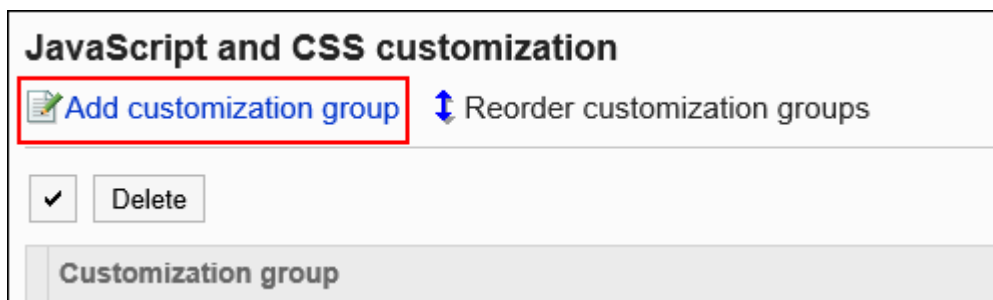 JavaScript and CSS customization
Add customization group Reorder customization groups
Delete
Customization group